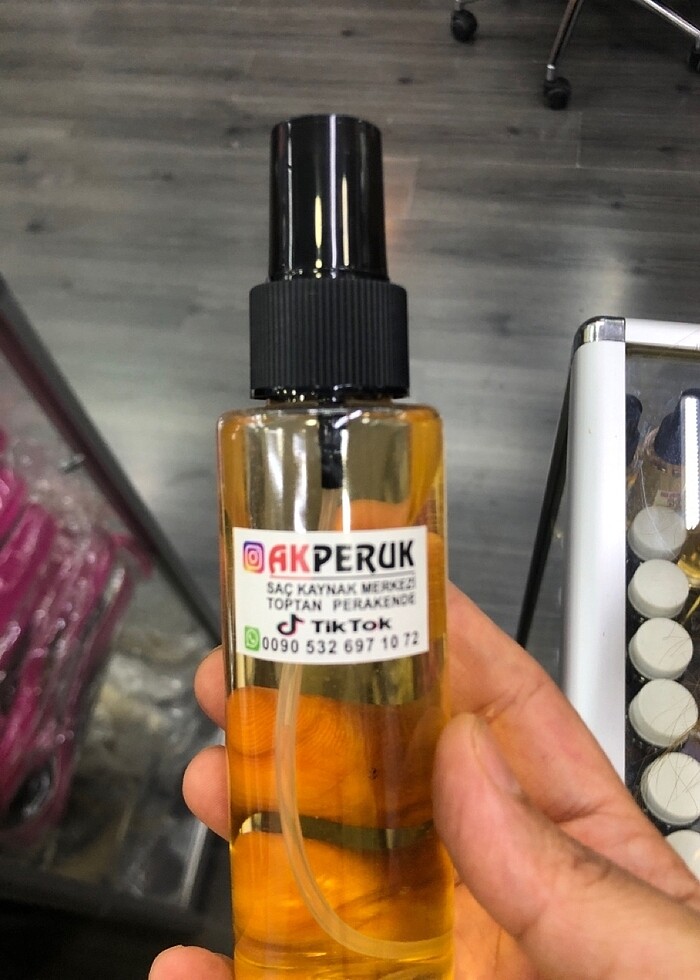 AKPERUK
SAÇ KAYNAK MERKEZİ
TOPTAN PERAKENDE
TikTok
0090 532 697 10 72